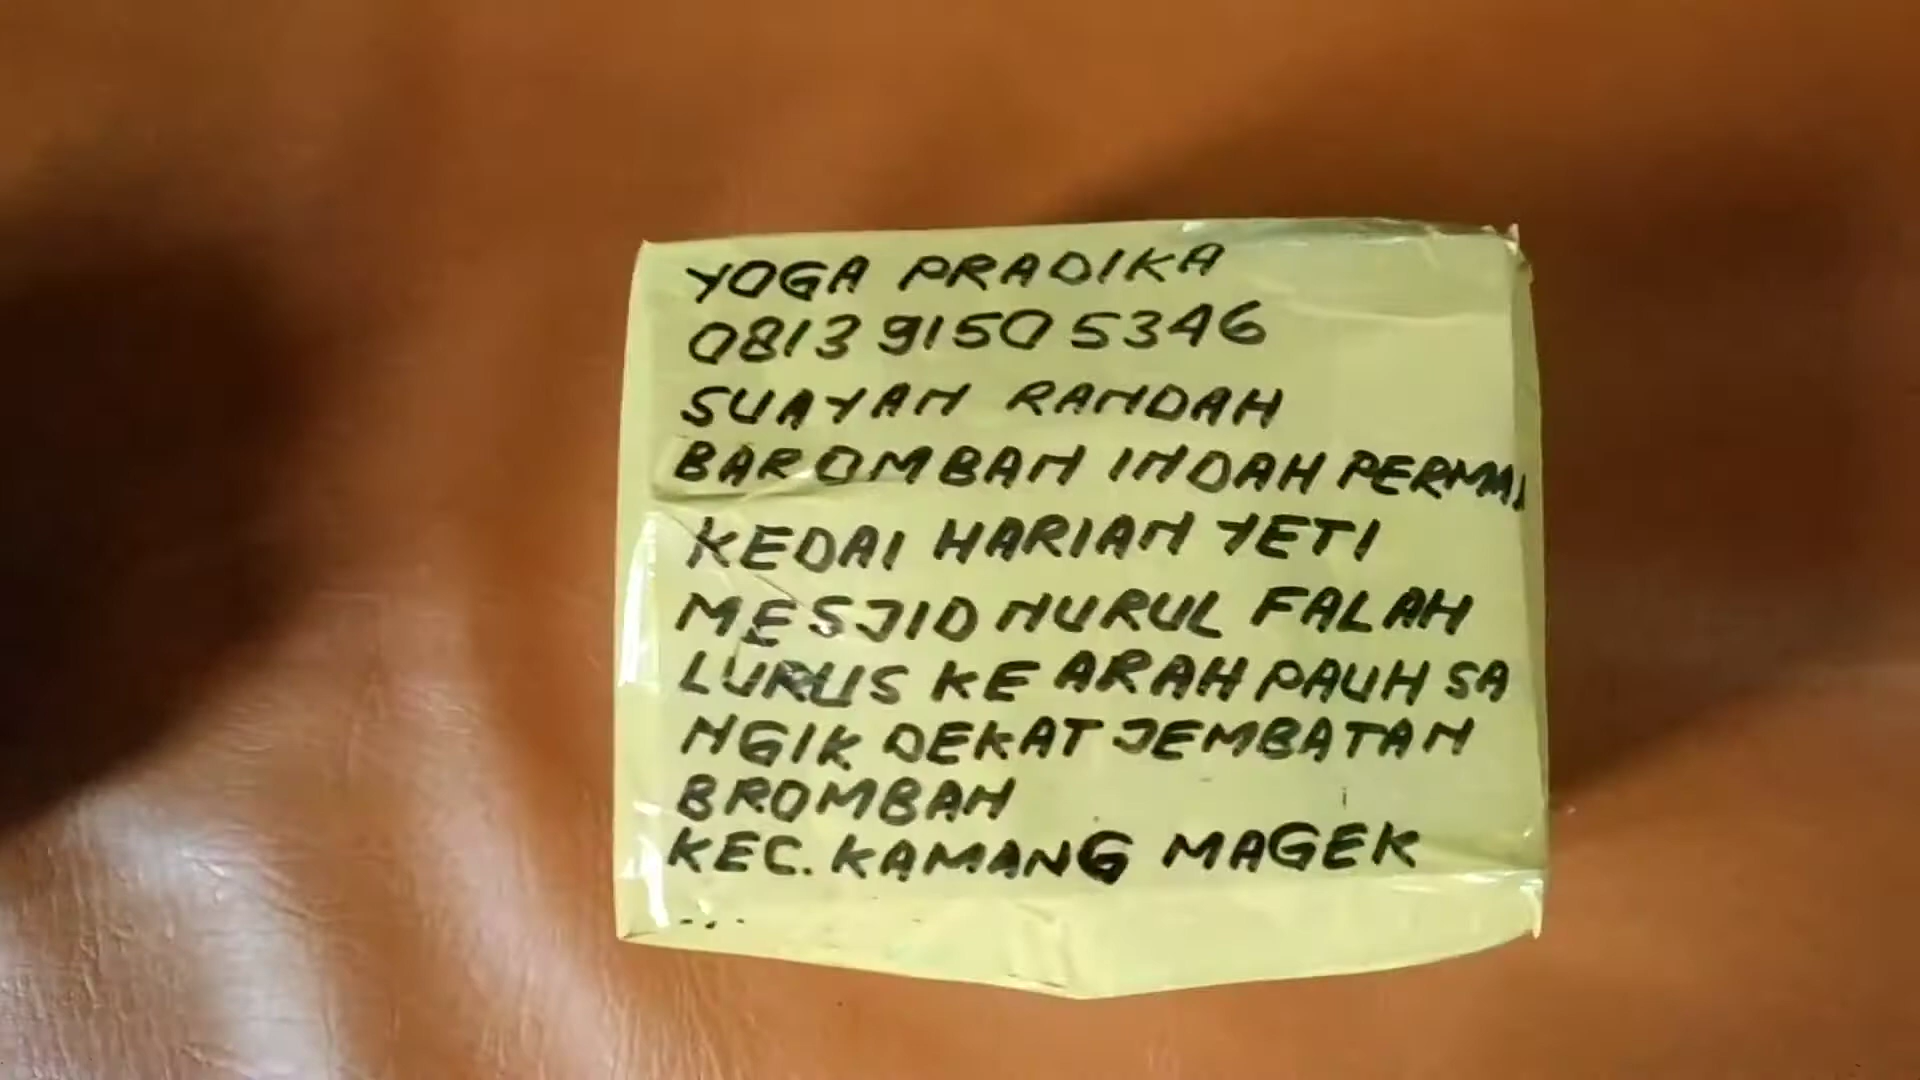 YOGA PRADIKA
0813 9150 5346
SUAYAN RANDAH
BAROMBAN INDAH PERMAI
KEDAI HARIAN YETI
MESJID NURUL FALAH
LURUS KE ARAH PAUH SA
NGIK DEKAT JEMBATAN
BROMBAN
KEC. KAMANG MAGEK